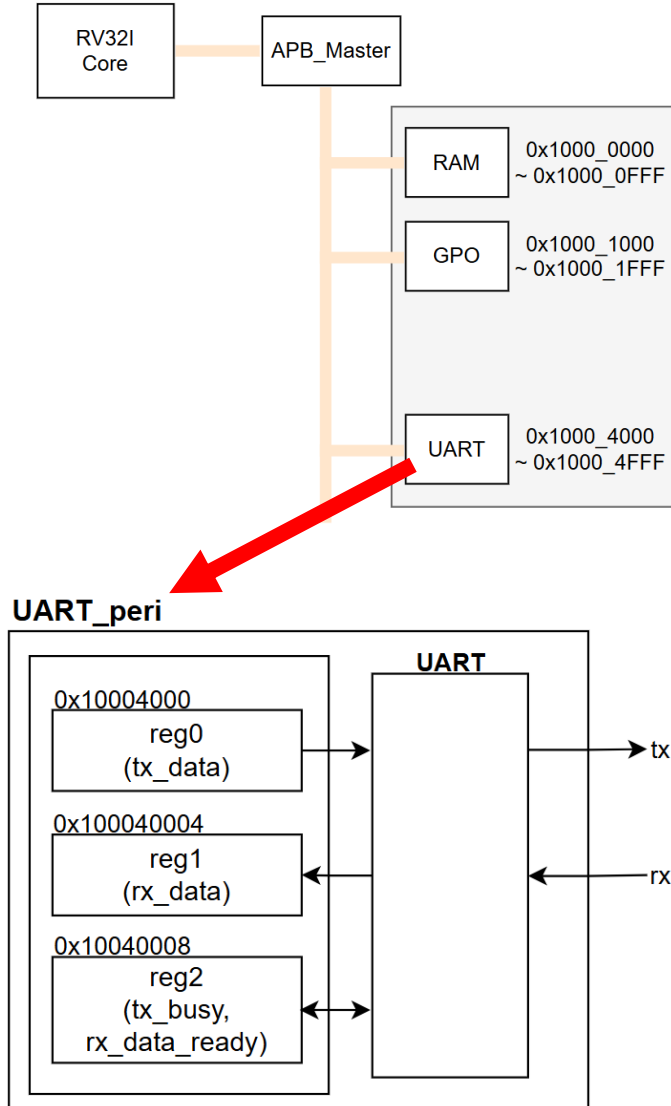 RV32I
Core
APB_Master
RAM
0x1000_0000
~ 0x1000_0FFF
GPO
0x1000_1000
~ 0x1000_1FFF
UART
0x1000_4000
~ 0x1000_4FFF
UART_peri
UART
0x10004000
reg0
(tx_data)
tx
0x100040004
reg1
(rx_data)
rx
0x10040008
reg2
(tx_busy,
rx_data_ready)